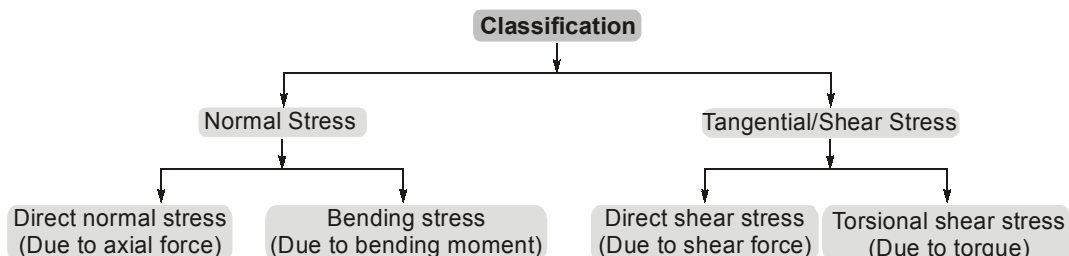 Classification
Normal Stress
Tangential/Shear Stress
Direct normal stress
(Due to axial force)
Bending stress
(Due to bending moment)
Direct shear stress
(Due to shear force)
Torsional shear stress
(Due to torque)